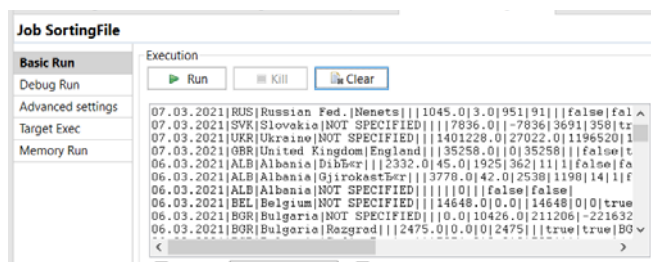 Job SortingFile
Basic Run
Debug Run
Advanced settings
Target Exec
Memory Run
Execution
Run
Kill
Clear
07.03.2021|RUS|Russian Fed.|Nenets|||1045.0|3.0|951|91|||false|fal
07.03.2021|SVK|Slovakia|NOT SPECIFIED||||7836.0||-7836|3691|358|tr
07.03.2021|UKR|Ukraine|NOT SPECIFIED|||1401228.0|27022.0|1196520|1
07.03.2021|GBR|United Kingdom|England|||35258.0||0|35258|||false|t
06.03.2021|ALB|Albania|DibЂ«r|||2332.0|45.0|1925|362|11|1|false|fa
06.03.2021|ALB|Albania|GjirokastЂ«r|||3778.0|42.0|2538|1198|14|1|f
06.03.2021|ALB|Albania|NOT SPECIFIED||||||0|||false|false|
06.03.2021|BEL|Belgium|NOT SPECIFIED|||14648.0|0.0||14648|0|0|true
06.03.2021|BGR|Bulgaria|NOT SPECIFIED|||0.0|10426.0|211206|-221632
06.03.2021|BGR|Bulgaria|Razgrad|||2475.0|0.0|0|2475|||true|true|BG